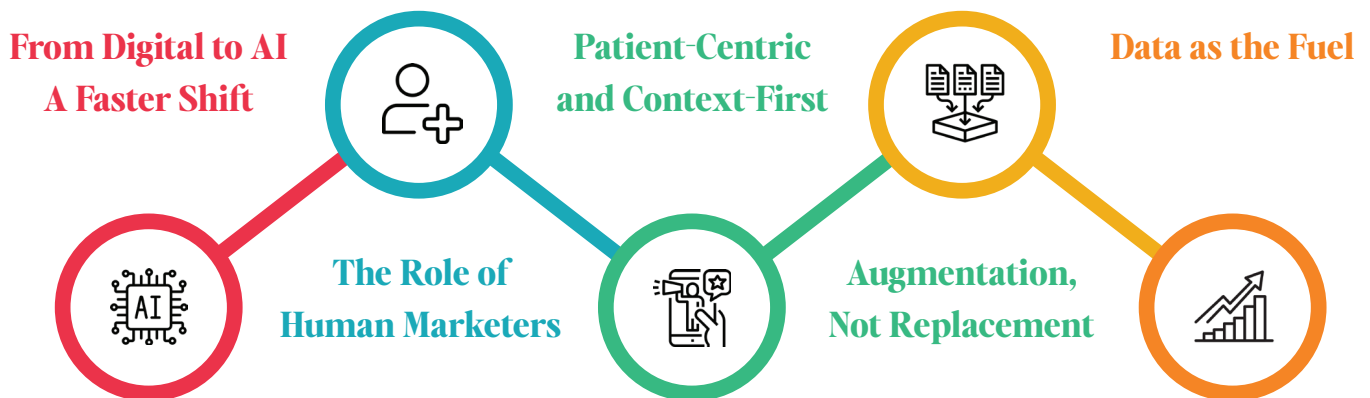 From Digital to AI
A Faster Shift
AI
The Role of
Human Marketers
Patient-Centric
and Context-First
Augmentation,
Not Replacement
Data as the Fuel